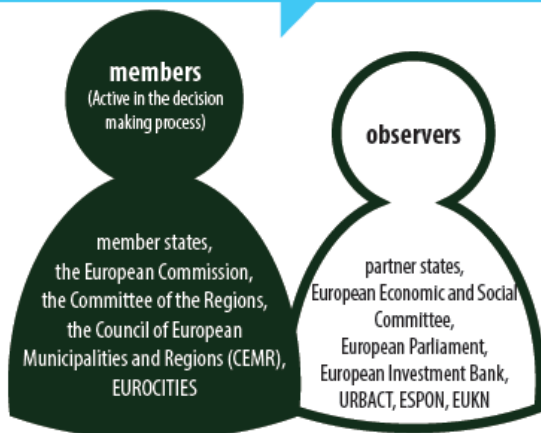 members
(Active in the decision
making process)
member states,
the European Commission,
the Committee of the Regions,
the Council of European
Municipalities and Regions (CEMR),
EUROCITIES
observers
partner states,
European Economic and Social
Committee,
European Parliament,
European Investment Bank,
URBACT, ESPON, EUKN